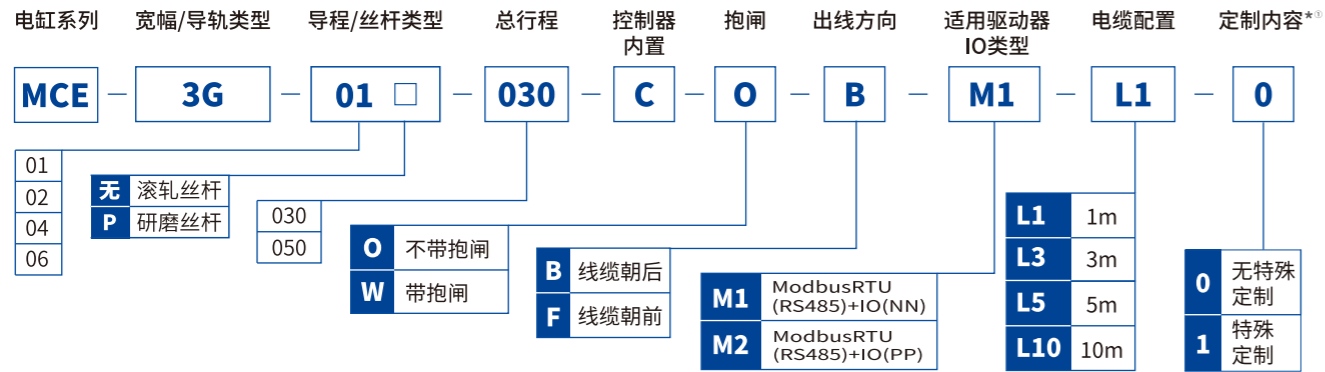 电缸系列 宽幅/导轨类型 导程/丝杆类型 总行程 控制器 抱闸 出线方向 适用驱动器 电缆配置 定制内容*①
内置 IO类型
MCE — 3G — 01 □ — 030 — C — O — B — M1 — L1 — 0
01
02
04
06
无 滚轧丝杆
P 研磨丝杆
030
050
O 不带抱闸
W 带抱闸
B 线缆朝后
F 线缆朝前
M1 ModbusRTU
(RS485)+IO(NN)
M2 ModbusRTU
(RS485)+IO(PP)
L1 1m
L3 3m
L5 5m
L10 10m
0 无特殊
定制
1 特殊
定制